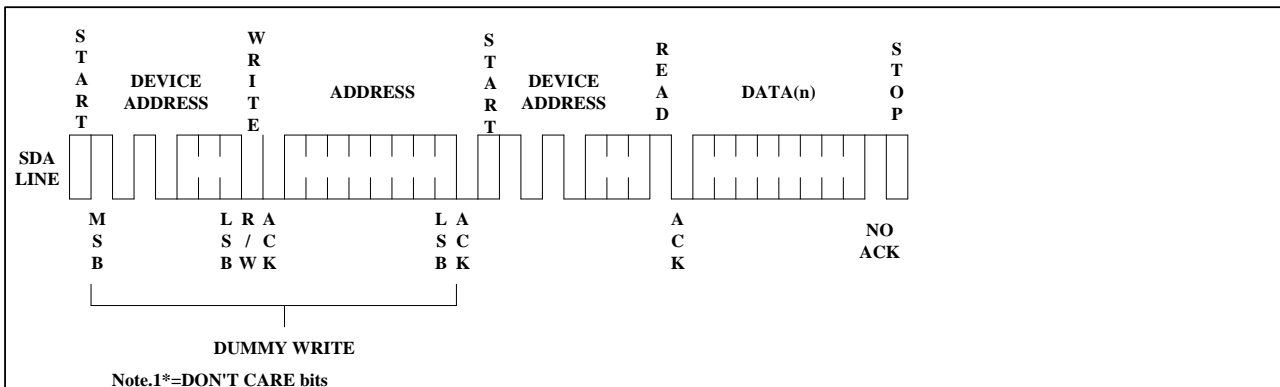 START
WRITE
START
READ
STOP
DEVICE
ADDRESS
ADDRESS
DEVICE
ADDRESS
DATA(n)
SDA
LINE
MSB
LSB
R/W
ACK
LSB
ACK
ACK
NO
ACK
DUMMY WRITE
Note.1*=DON'T CARE bits